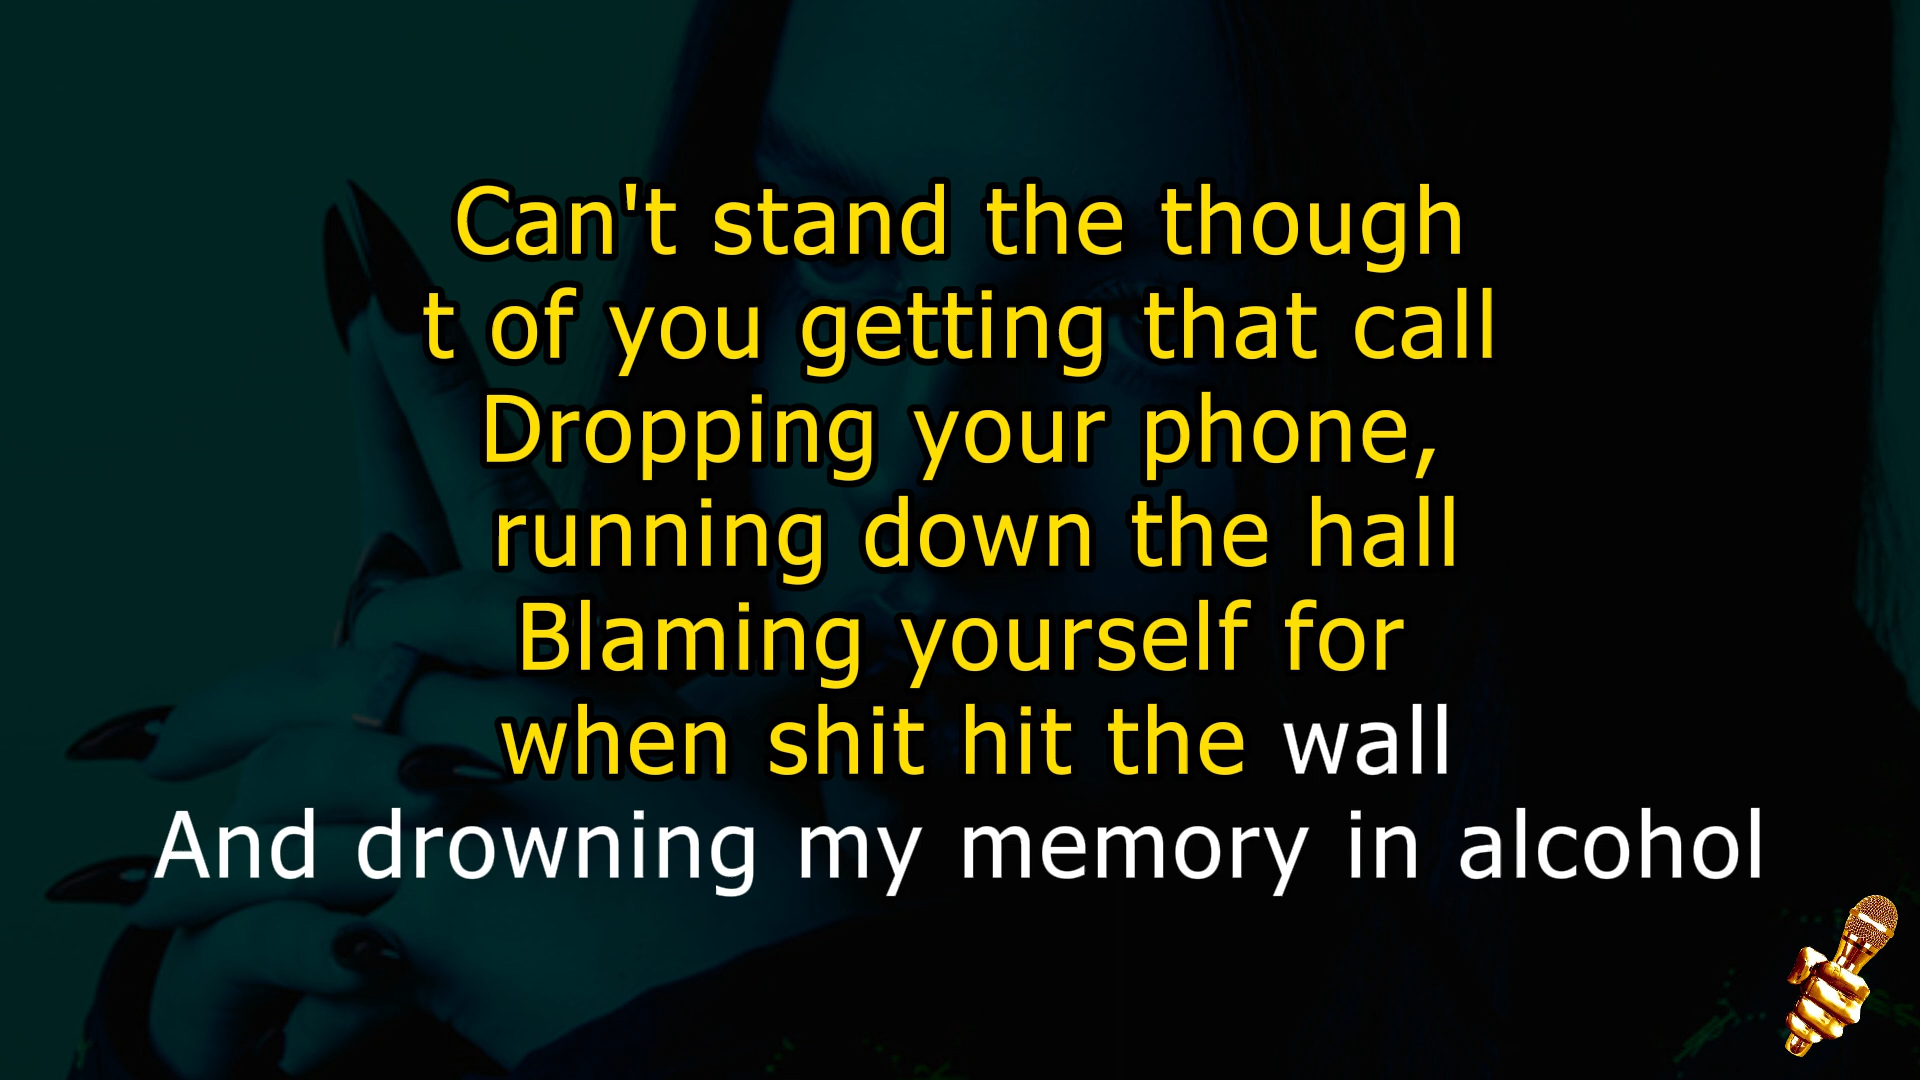 Can't stand the though
t of you getting that call
Dropping your phone,
running down the hall
Blaming yourself for
when shit hit the wall
And drowning my memory in alcohol